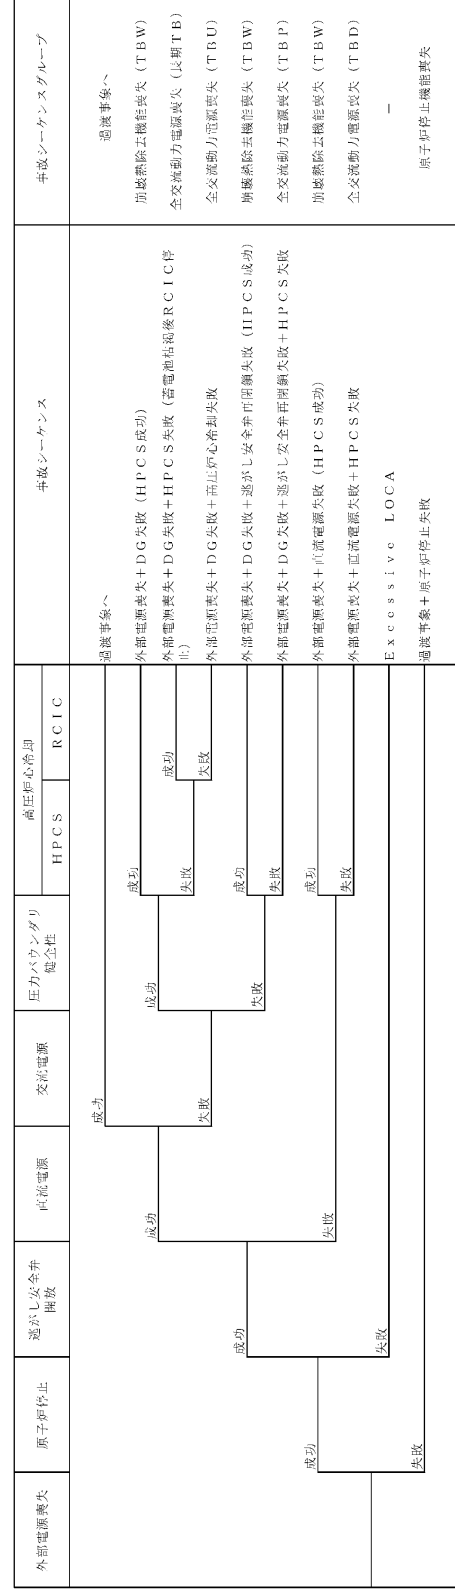 外部電源喪失
原子炉停止
逃がし安全弁
開放
直流電源
交流電源
圧力バウンダリ
健全性
高圧炉心冷却
ＨＰＣＳ
ＲＣＩＣ
事故シーケンス
事故シーケンスグループ
成功
過渡事象へ
過渡事象へ
成功
外部電源喪失＋ＤＧ失敗（ＨＰＣＳ成功）
崩壊熱除去機能喪失（ＴＢＷ）
成功
成功
外部電源喪失＋ＤＧ失敗＋ＨＰＣＳ失敗（蓄電池枯渇後ＲＣＩＣ停
止）
全交流動力電源喪失（長期ＴＢ）
成功
失敗
失敗
外部電源喪失＋ＤＧ失敗＋高圧炉心冷却失敗
全交流動力電源喪失（ＴＢＵ）
失敗
成功
外部電源喪失＋ＤＧ失敗＋逃がし安全弁再閉鎖失敗（ＨＰＣＳ成功）
崩壊熱除去機能喪失（ＴＢＷ）
成功
失敗
失敗
外部電源喪失＋ＤＧ失敗＋逃がし安全弁再閉鎖失敗＋ＨＰＣＳ失敗
全交流動力電源喪失（ＴＢＰ）
成功
成功
外部電源喪失＋直流電源失敗（ＨＰＣＳ成功）
崩壊熱除去機能喪失（ＴＢＷ）
失敗
失敗
外部電源喪失＋直流電源失敗＋ＨＰＣＳ失敗
全交流動力電源喪失（ＴＢＤ）
失敗
Ｅｘｃｅｓｓｉｖｅ　ＬＯＣＡ
－
失敗
過渡事象＋原子炉停止失敗
原子炉停止機能喪失